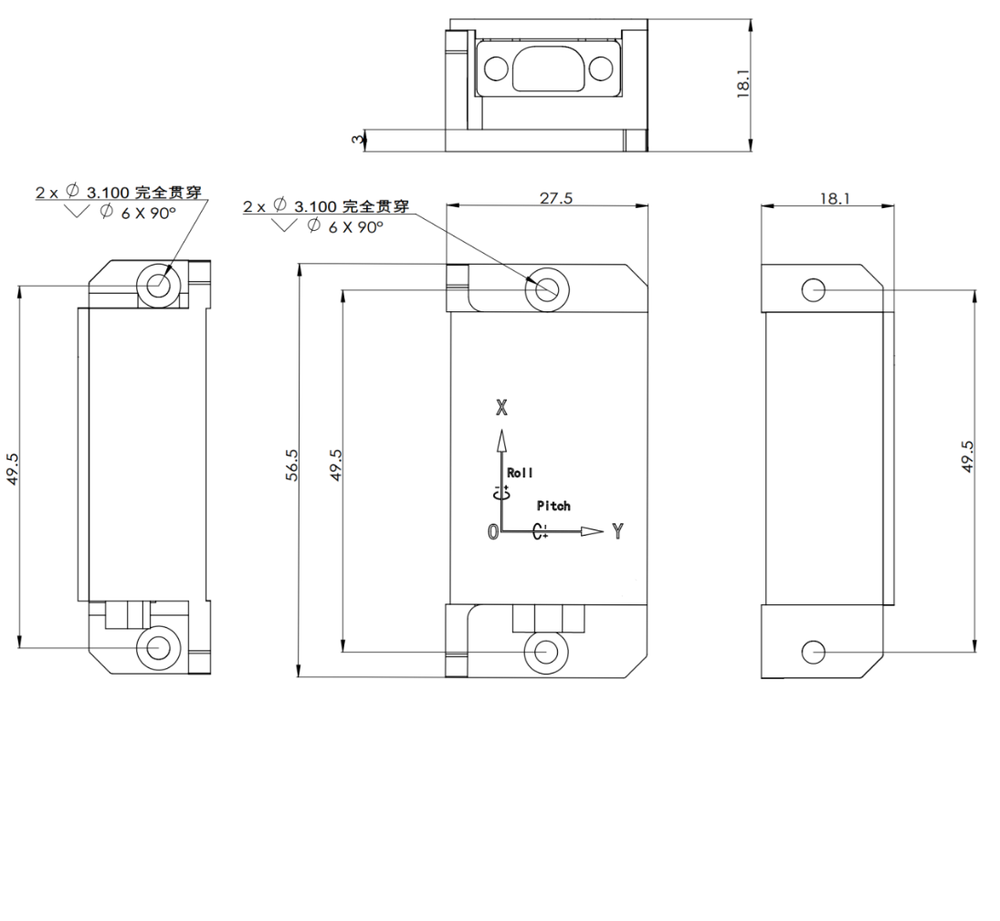 18.1
3
2 x ∅ 3.100 完全贯穿
⌵ ∅ 6 X 90°
2 x ∅ 3.100 完全贯穿
⌵ ∅ 6 X 90°
27.5
18.1
49.5
56.5
49.5
49.5
X
Roll
- +
Pitch
O
Y